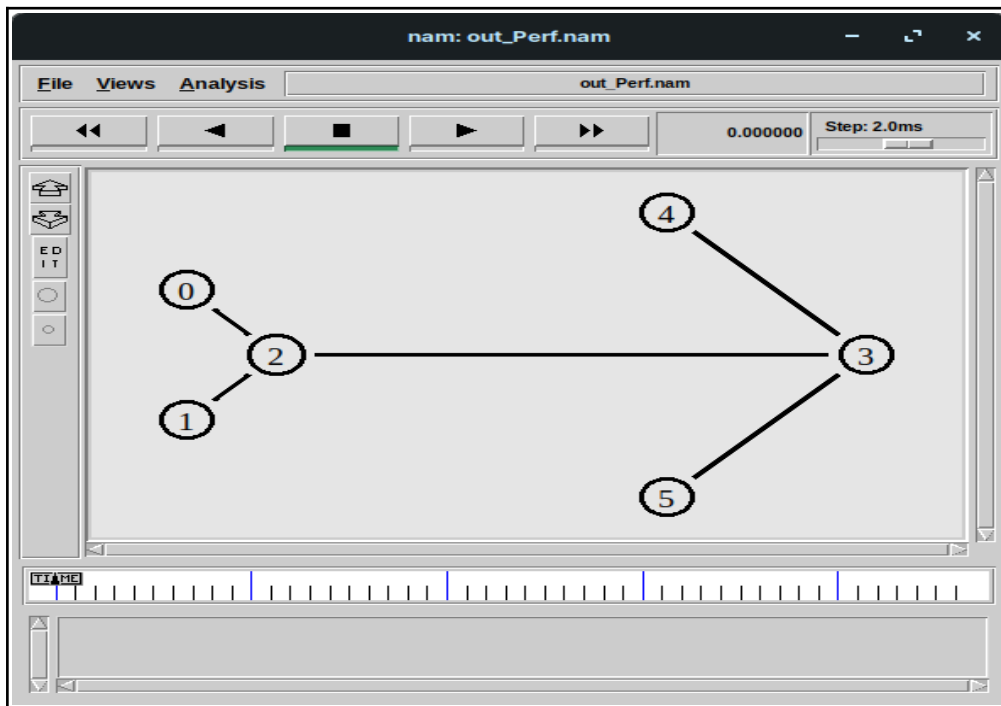 nam: out_Perf.nam
File Views Analysis out_Perf.nam
0.000000 Step: 2.0ms
4
E D
I T
0
2 3
1
5
TIME